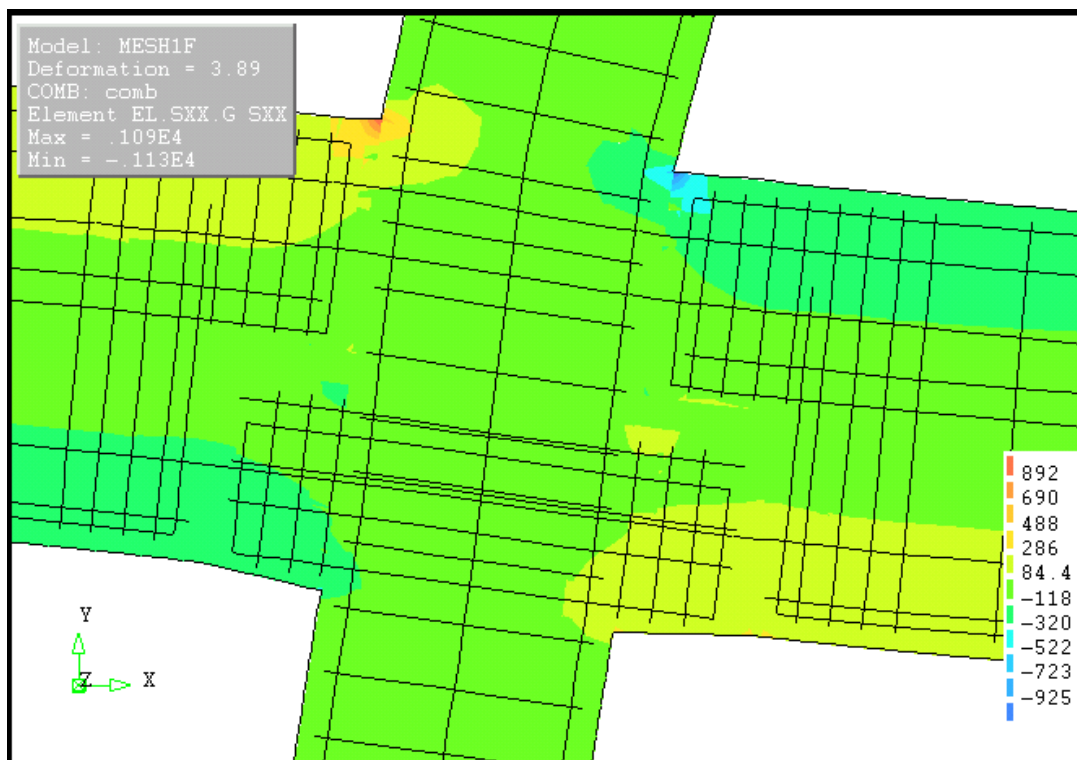 Model: MESH1F
Deformation = 3.89
COMB: comb
Element EL.SXX.G SXX
Max = .109E4
Min = -.113E4
892
690
488
286
84.4
-118
-320
-522
-723
-925
Y
Z
X